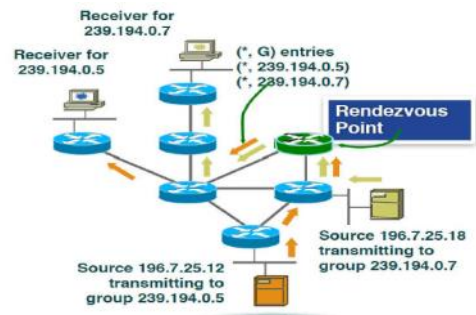 Receiver for
239.194.0.7
Receiver for
239.194.0.5
(*, G) entries
(*, 239.194.0.5)
(*, 239.194.0.7)
Rendezvous
Point
Source 196.7.25.18
transmitting to
group 239.194.0.7
Source 196.7.25.12
transmitting to
group 239.194.0.5